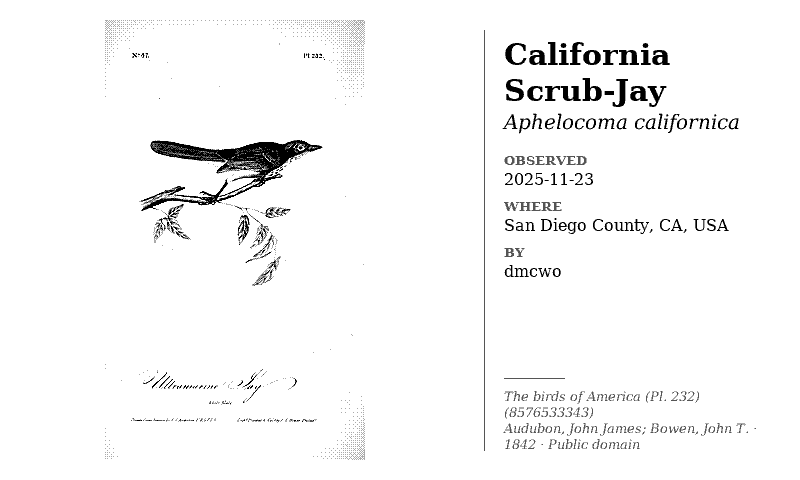 No 47.
Pl 232.
Ultramarine Jay
California
Scrub-Jay
Aphelocoma californica
OBSERVED
2025-11-23
WHERE
San Diego County, CA, USA
BY
dmcwo
The birds of America (Pl. 232)
(8576533343)
Audubon, John James; Bowen, John T. ·
1842 · Public domain